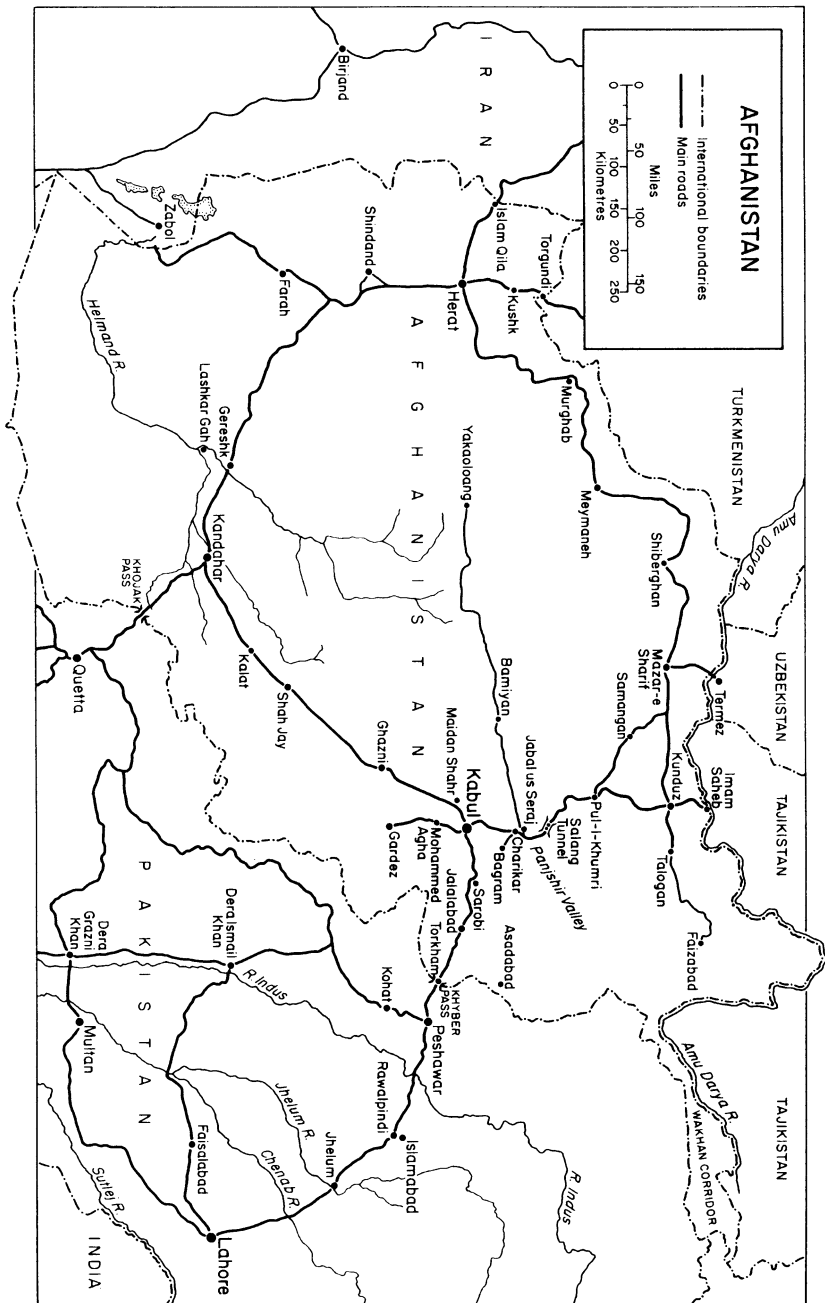 AFGHANISTAN
International boundaries
Main roads
Miles
0 50 100 150
0 50 100 150 200 250
Kilometres
TURKMENISTAN
UZBEKISTAN
TAJIKISTAN
TAJIKISTAN
Amu Darya R.
Termez
Imam
Saheb
Amu Darya R.
WAKHAN CORRIDOR
Torgundi
Kushk
Islam Qila
Murghab
Meymaneh
Shiberghan
Mazar-e
Sharif
Samangan
Kunduz
Talogan
Faizabad
Pul-i-Khumri
Salang
Tunnel
Panjshir Valley
Jabal us Seraj
Charikar
Bagram
Asadabad
R. Indus
IRAN
Herat
Yakaoloang
Bamiyan
Kabul
Maidan Shahr
Mohammed
Agha
Gardez
Sarobi
Jalalabad
Torkham
KHYBER
PASS
Peshawar
Kohat
Rawalpindi
Islamabad
AFGHANISTAN
Birjand
Shindand
Farah
Zabol
Ghazni
Shah Jay
Kalat
Helmand R.
Lashkar Gah
Gereshk
Kandahar
KHOJAK
PASS
Quetta
Jhelum
Jhelum R.
Chenab R.
R. Indus
Dera Ismail
Khan
Dera
Grazni
Khan
Multan
Faisalabad
Lahore
Sutlej R.
PAKISTAN
INDIA